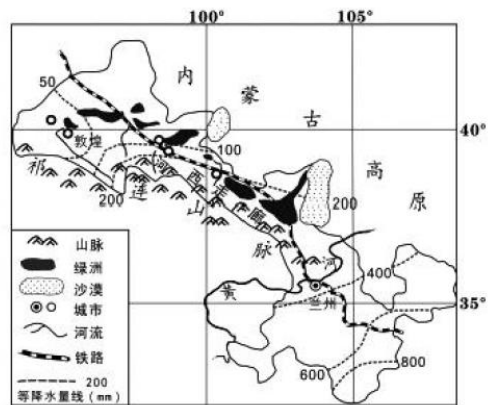 100°
105°
内蒙古高原
50
40°
敦煌
100
河西走廊
祁连山脉
200
200
山脉
绿洲
沙漠
城市
河流
铁路
200
等降水量线(mm)
黄河
兰州
400
35°
600
800